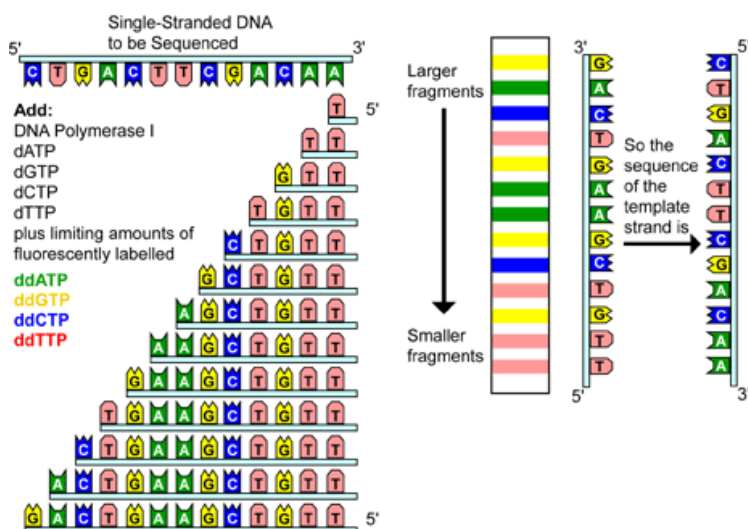 Single-Stranded DNA
to be Sequenced
5'
3'
C T G A C T T C G A C A A
Add:
DNA Polymerase I
dATP
dGTP
dCTP
dTTP
plus limiting amounts of
fluorescently labelled
ddATP
ddGTP
ddCTP
ddTTP
T 5'
T T
G T T
T G T T
C T G T T
G C T G T T
A G C T G T T
A A G C T G T T
G A A G C T G T T
T G A A G C T G T T
C T G A A G C T G T T
A C T G A A G C T G T T
G A C T G A A G C T G T T 5'
Larger
fragments
Smaller
fragments
3'
G
A
C
T
G
A
A
G
C
T
G
T
T
5'
So the
sequence
of the
template
strand is
5'
C
T
G
A
C
T
T
C
G
A
C
A
A
3'